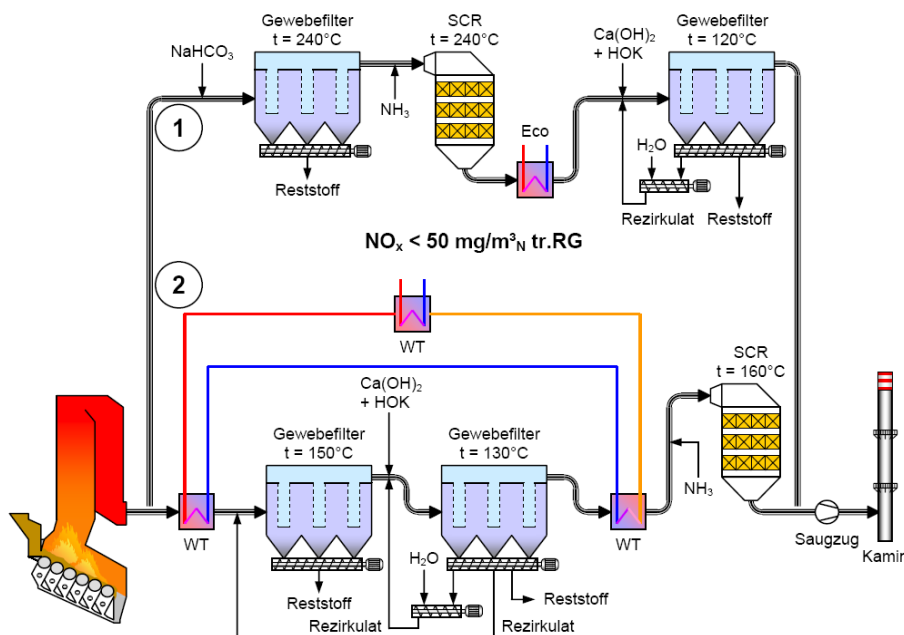 Gewebefilter
t = 240°C
SCR
t = 240°C
Ca(OH)₂
+ HOK
Gewebefilter
t = 120°C
NaHCO₃
NH₃
1
Eco
H₂O
Reststoff
Rezirkulat
Reststoff
NOₓ < 50 mg/m³N tr.RG
2
WT
SCR
t = 160°C
Ca(OH)₂
+ HOK
Gewebefilter
t = 150°C
Gewebefilter
t = 130°C
NH₃
WT
WT
Saugzug
Kamin
H₂O
Reststoff
Reststoff
Rezirkulat
Rezirkulat